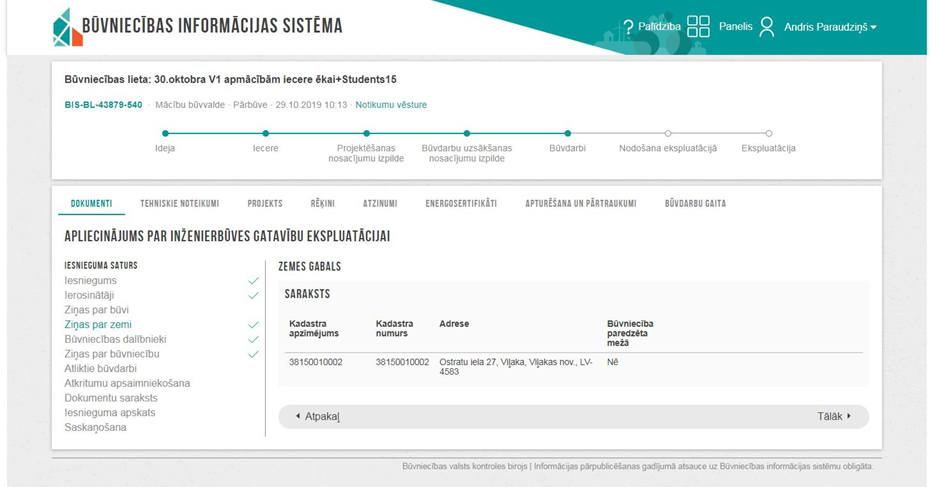 BŪVNIECĪBAS INFORMĀCIJAS SISTĒMA
? Palīdzība Panelis Andris Paraudziņš
Būvniecības lieta: 30.oktobra V1 apmācībām iecere ēkai+Students15
BIS-BL-43879-540 · Mācību būvvalde · Pārbūve · 29.10.2019 10:13 · Notikumu vēsture
Ideja
Iecere
Projektēšanas
nosacījumu izpilde
Būvdarbu uzsākšanas
nosacījumu izpilde
Būvdarbi
Nodošana ekspluatācijā
Ekspluatācija
DOKUMENTI TEHNISKIE NOTEIKUMI PROJEKTS RĒĶINI ATZINUMI ENERGOSERTIFIKĀTI APTURĒŠANA UN PĀRTRAUKUMI BŪVDARBU GAITA
APLIECINĀJUMS PAR INŽENIERBŪVES GATAVĪBU EKSPLUATĀCIJAI
IESNIEGUMA SATURS
Iesniegums
Ierosinātāji
Ziņas par būvi
Ziņas par zemi
Būvniecības dalībnieki
Ziņas par būvniecību
Atliktie būvdarbi
Atkritumu apsaimniekošana
Dokumentu saraksts
Iesnieguma apskats
Saskaņošana
ZEMES GABALS
SARAKSTS
Kadastra
apzīmējums
Kadastra
numurs
Adrese
Būvniecība
paredzēta
mežā
38150010002 38150010002 Ostratu iela 27, Viļaka, Viļakas nov., LV-
4583
Nē
Atpakaļ
Tālāk
Būvniecības valsts kontroles birojs | Informācijas pārpublicēšanas gadījumā atsauce uz Būvniecības informācijas sistēmu obligāta.